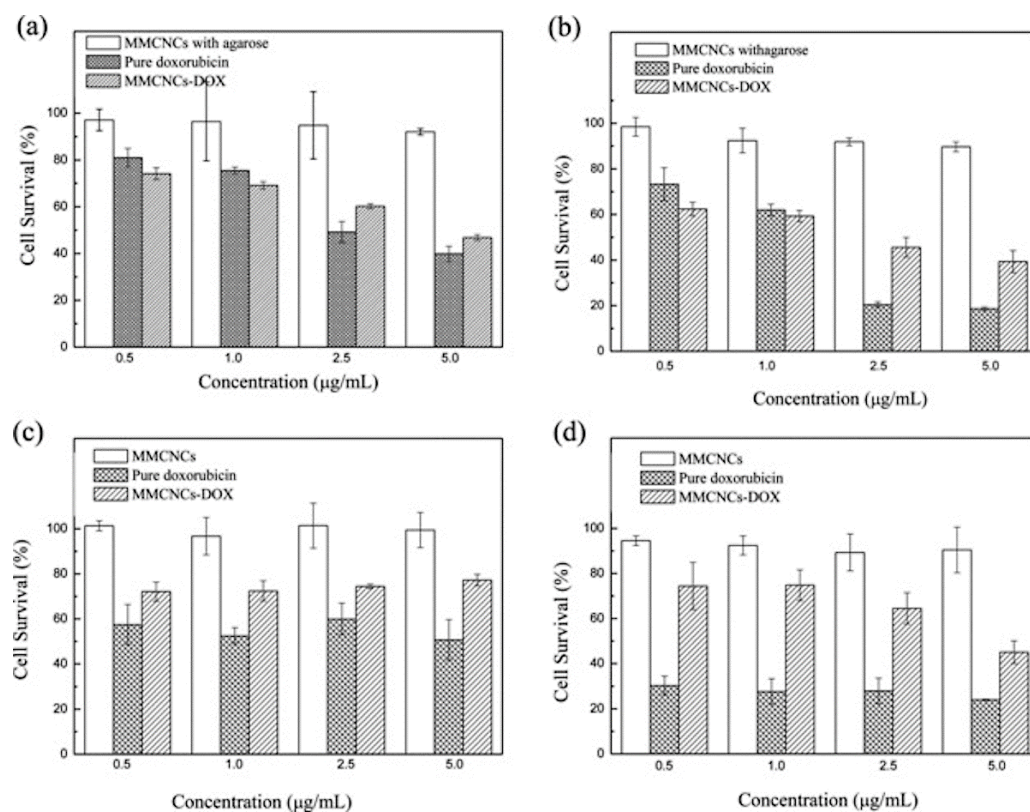 (a)
MMCNCs with agarose
Pure doxorubicin
MMCNCs-DOX
100
80
60
40
20
0
Cell Survival (%)
0.5 1.0 2.5 5.0
Concentration (μg/mL)
(b)
MMCNCs withagarose
Pure doxorubicin
MMCNCs-DOX
100
80
60
40
20
0
Cell Survival (%)
0.5 1.0 2.5 5.0
Concentration (μg/mL)
(c)
MMCNCs
Pure doxorubicin
MMCNCs-DOX
100
80
60
40
20
0
Cell Survival (%)
0.5 1.0 2.5 5.0
Concentration (μg/mL)
(d)
MMCNCs
Pure doxorubicin
MMCNCs-DOX
100
80
60
40
20
0
Cell Survival (%)
0.5 1.0 2.5 5.0
Concentration (μg/mL)